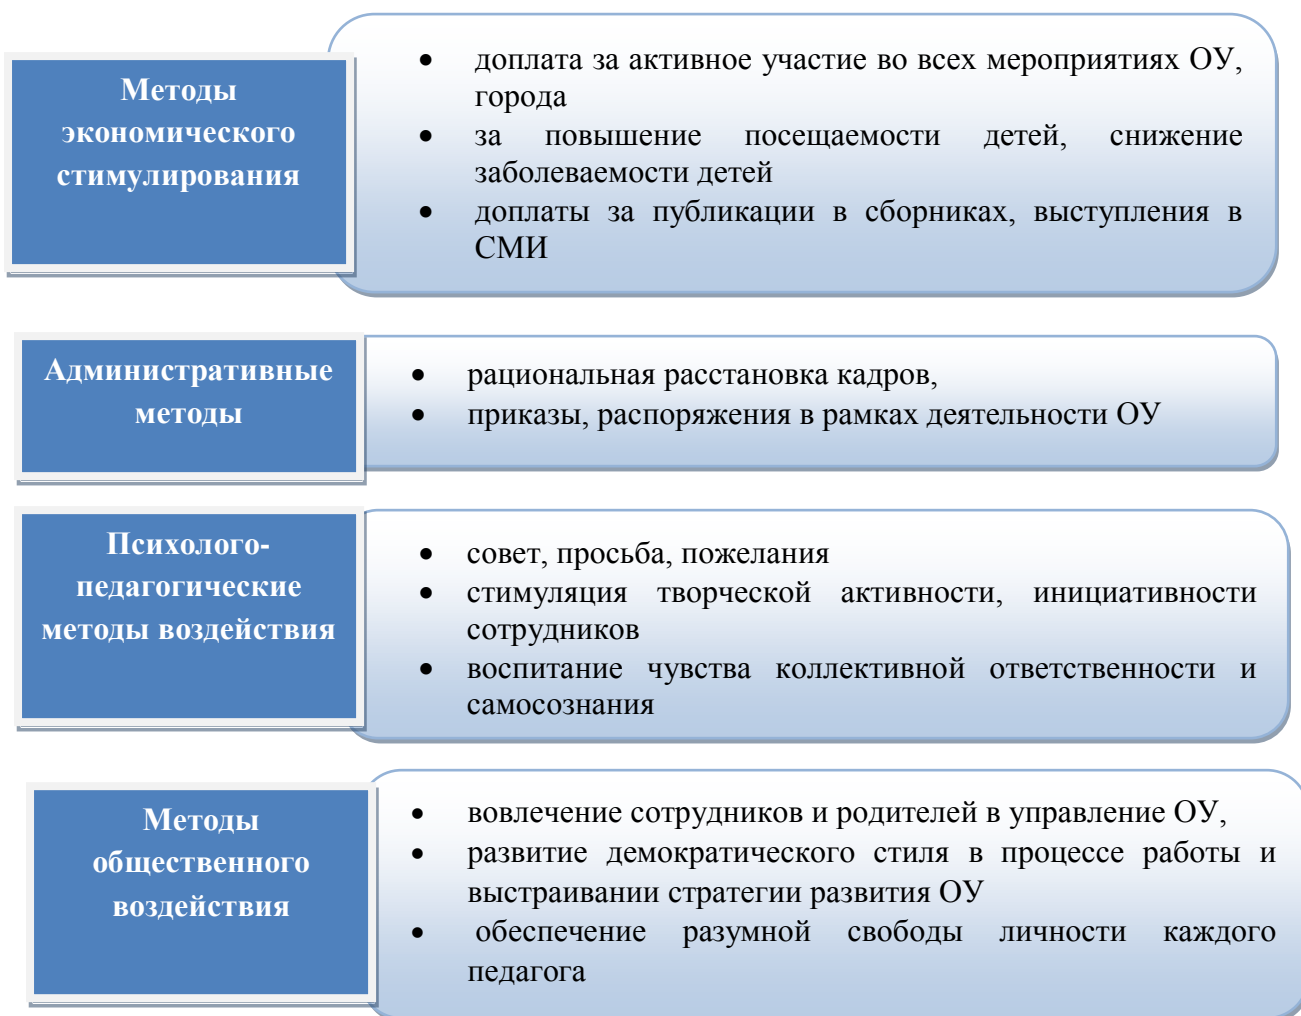 Методы
экономического
стимулирования
• доплата за активное участие во всех мероприятиях ОУ,
города
• за повышение посещаемости детей, снижение
заболеваемости детей
• доплаты за публикации в сборниках, выступления в
СМИ
Административные
методы
• рациональная расстановка кадров,
• приказы, распоряжения в рамках деятельности ОУ
Психолого-
педагогические
методы воздействия
• совет, просьба, пожелания
• стимуляция творческой активности, инициативности
сотрудников
• воспитание чувства коллективной ответственности и
самосознания
Методы
общественного
воздействия
• вовлечение сотрудников и родителей в управление ОУ,
• развитие демократического стиля в процессе работы и
выстраивании стратегии развития ОУ
• обеспечение разумной свободы личности каждого
педагога